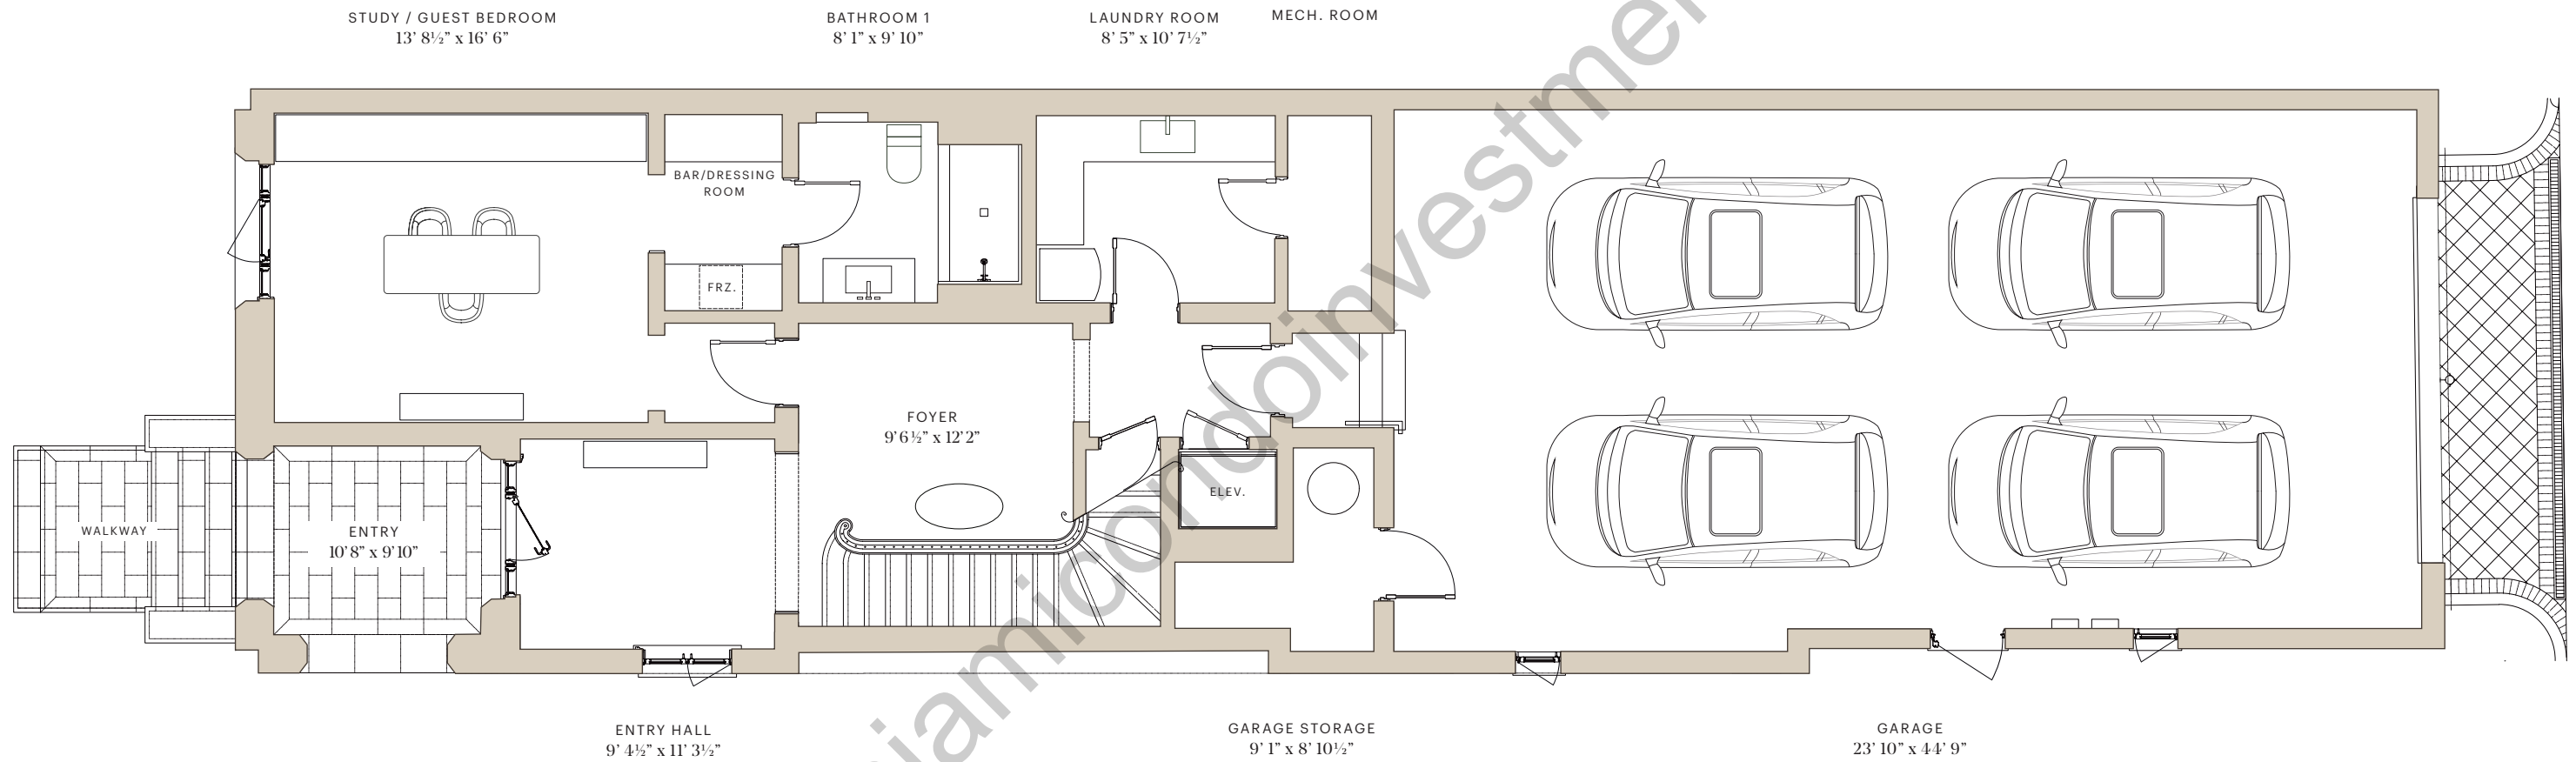 STUDY / GUEST BEDROOM
13' 8½" x 16' 6"
BATHROOM 1
8' 1" x 9' 10"
LAUNDRY ROOM
8' 5" x 10' 7½"
MECH. ROOM
BAR/DRESSING
ROOM
FRZ.
FOYER
9'6½" x 12'2"
ELEV.
WALKWAY
ENTRY
10'8" x 9'10"
ENTRY HALL
9' 4½" x 11' 3½"
GARAGE STORAGE
9' 1" x 8' 10½"
GARAGE
23' 10" x 44' 9"
iamicondoinvestme